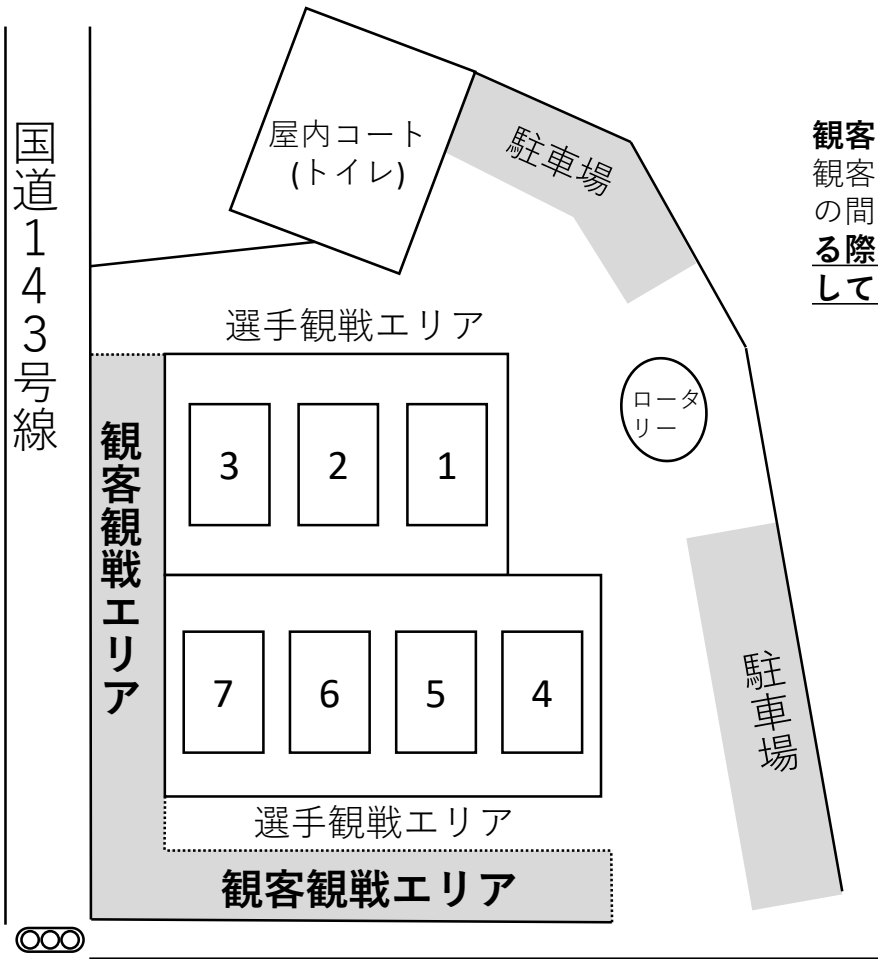 国道143号線
屋内コート
(トイレ)
駐車場
観客
観客
の間
る際
して
選手観戦エリア
ロータ
リー
観客観戦エリア
3
2
1
7
6
5
4
駐車場
選手観戦エリア
観客観戦エリア